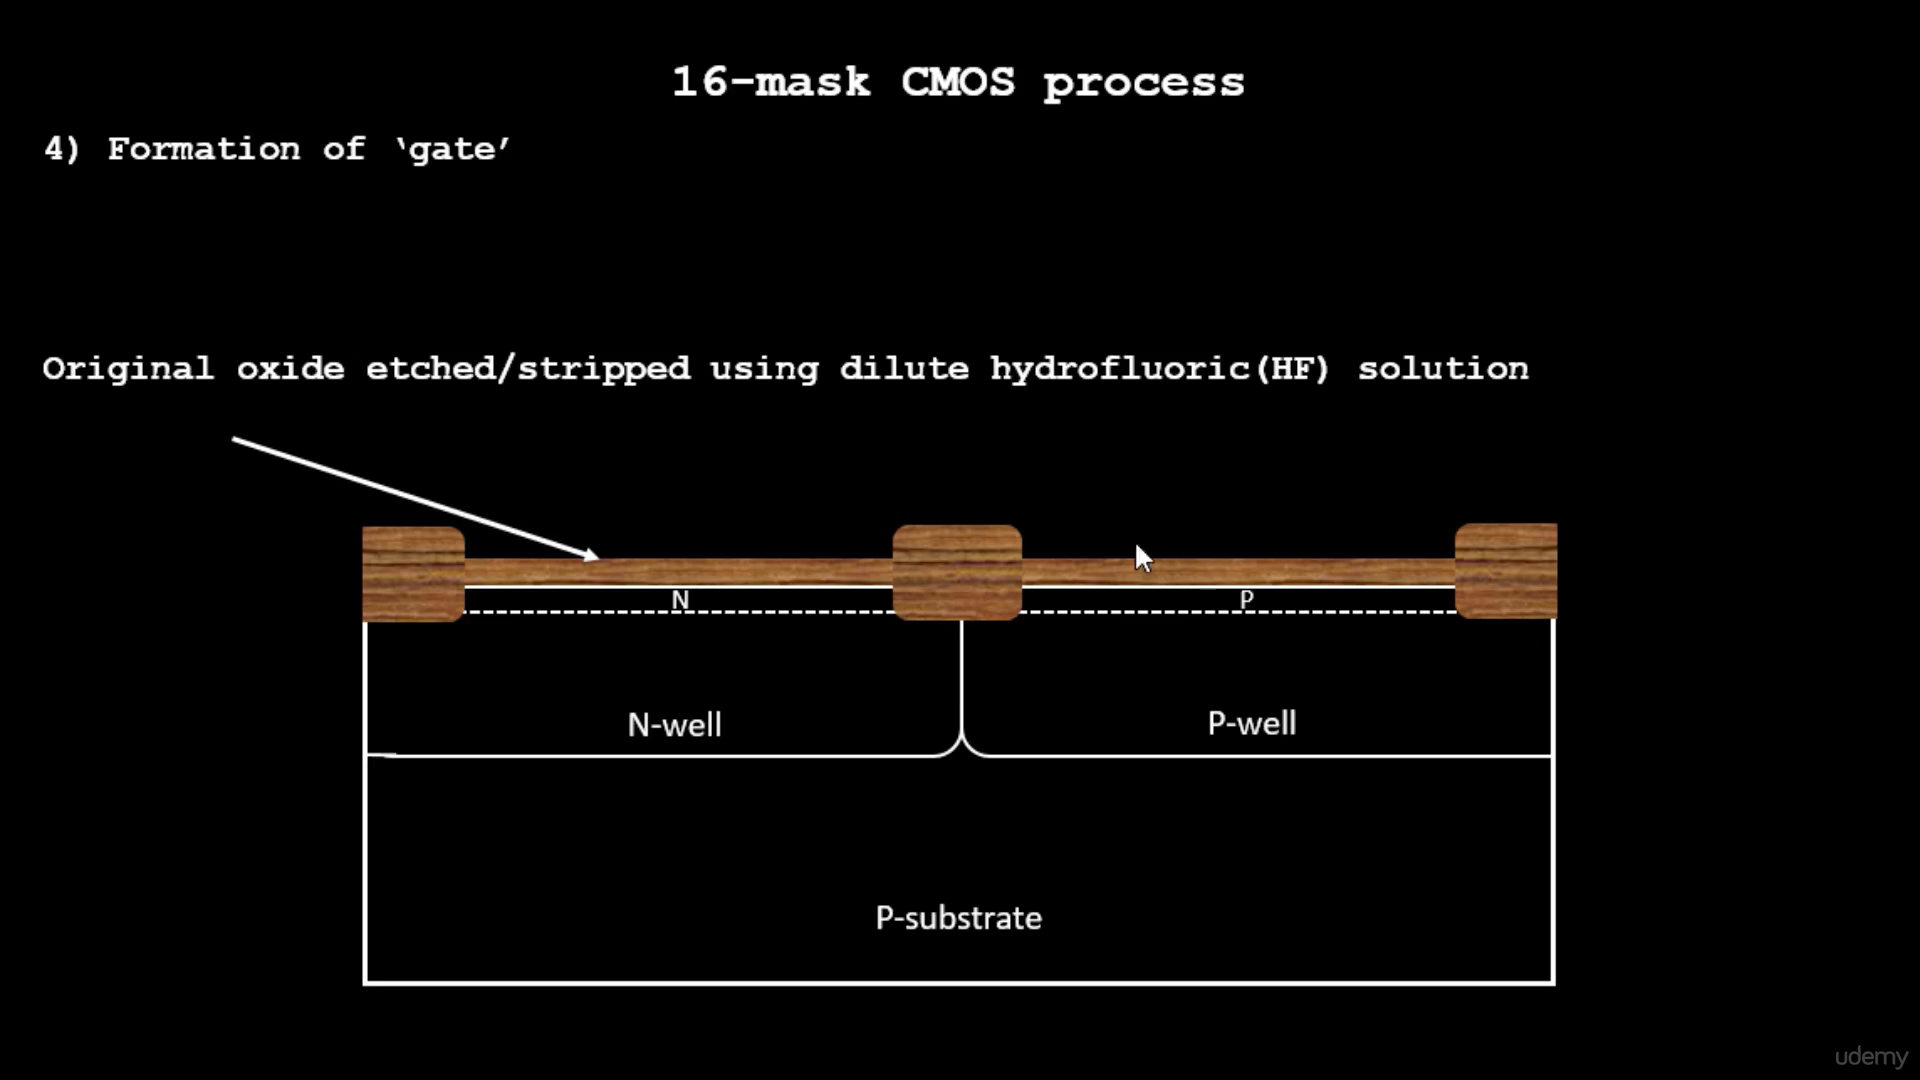 16-mask CMOS process
4) Formation of ‘gate’
Original oxide etched/stripped using dilute hydrofluoric(HF) solution
N
P
N-well
P-well
P-substrate
udemy